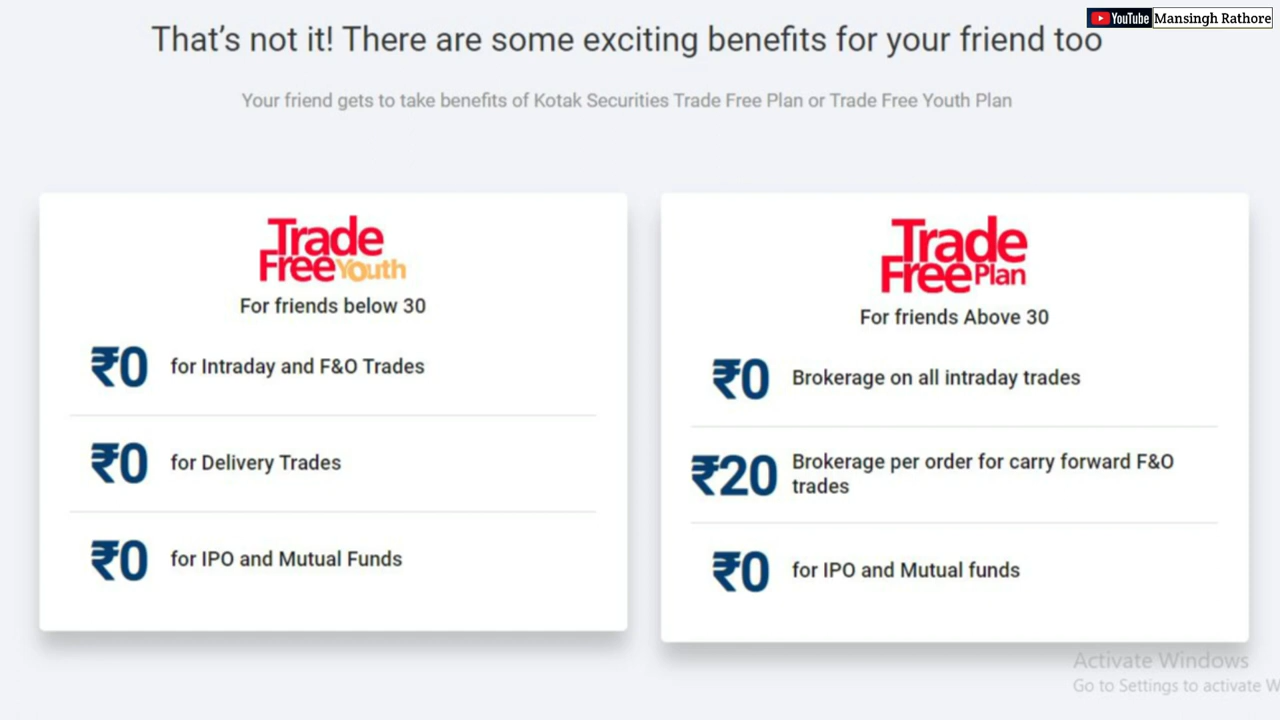 YouTube Mansingh Rathore
That's not it! There are some exciting benefits for your friend too
Your friend gets to take benefits of Kotak Securities Trade Free Plan or Trade Free Youth Plan
Trade
Free Youth
For friends below 30
₹0 for Intraday and F&O Trades
₹0 for Delivery Trades
₹0 for IPO and Mutual Funds
Trade
Free Plan
For friends Above 30
₹0 Brokerage on all intraday trades
₹20 Brokerage per order for carry forward F&O
trades
₹0 for IPO and Mutual funds
Activate Windows
Go to Settings to activate W